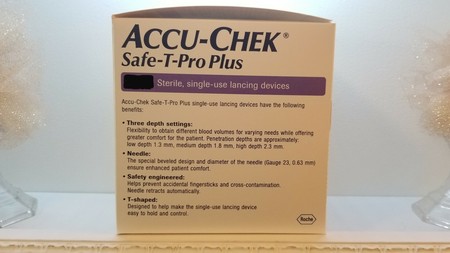 ACCU-CHEK®
Safe-T-Pro Plus
Sterile, single-use lancing devices
Accu-Chek Safe-T-Pro Plus single-use lancing devices have the following
benefits:
• Three depth settings:
Flexibility to obtain different blood volumes for varying needs while offering
greater comfort for the patient. Penetration depths are approximately:
low depth 1.3 mm, medium depth 1.8 mm, high depth 2.3 mm.
• Needle:
The special beveled design and diameter of the needle (Gauge 23, 0.63 mm)
ensure enhanced patient comfort.
• Safety engineered:
Helps prevent accidental fingersticks and cross-contamination.
Needle retracts automatically.
• T-shaped:
Designed to help make the single-use lancing device
easy to hold and control.
Roche